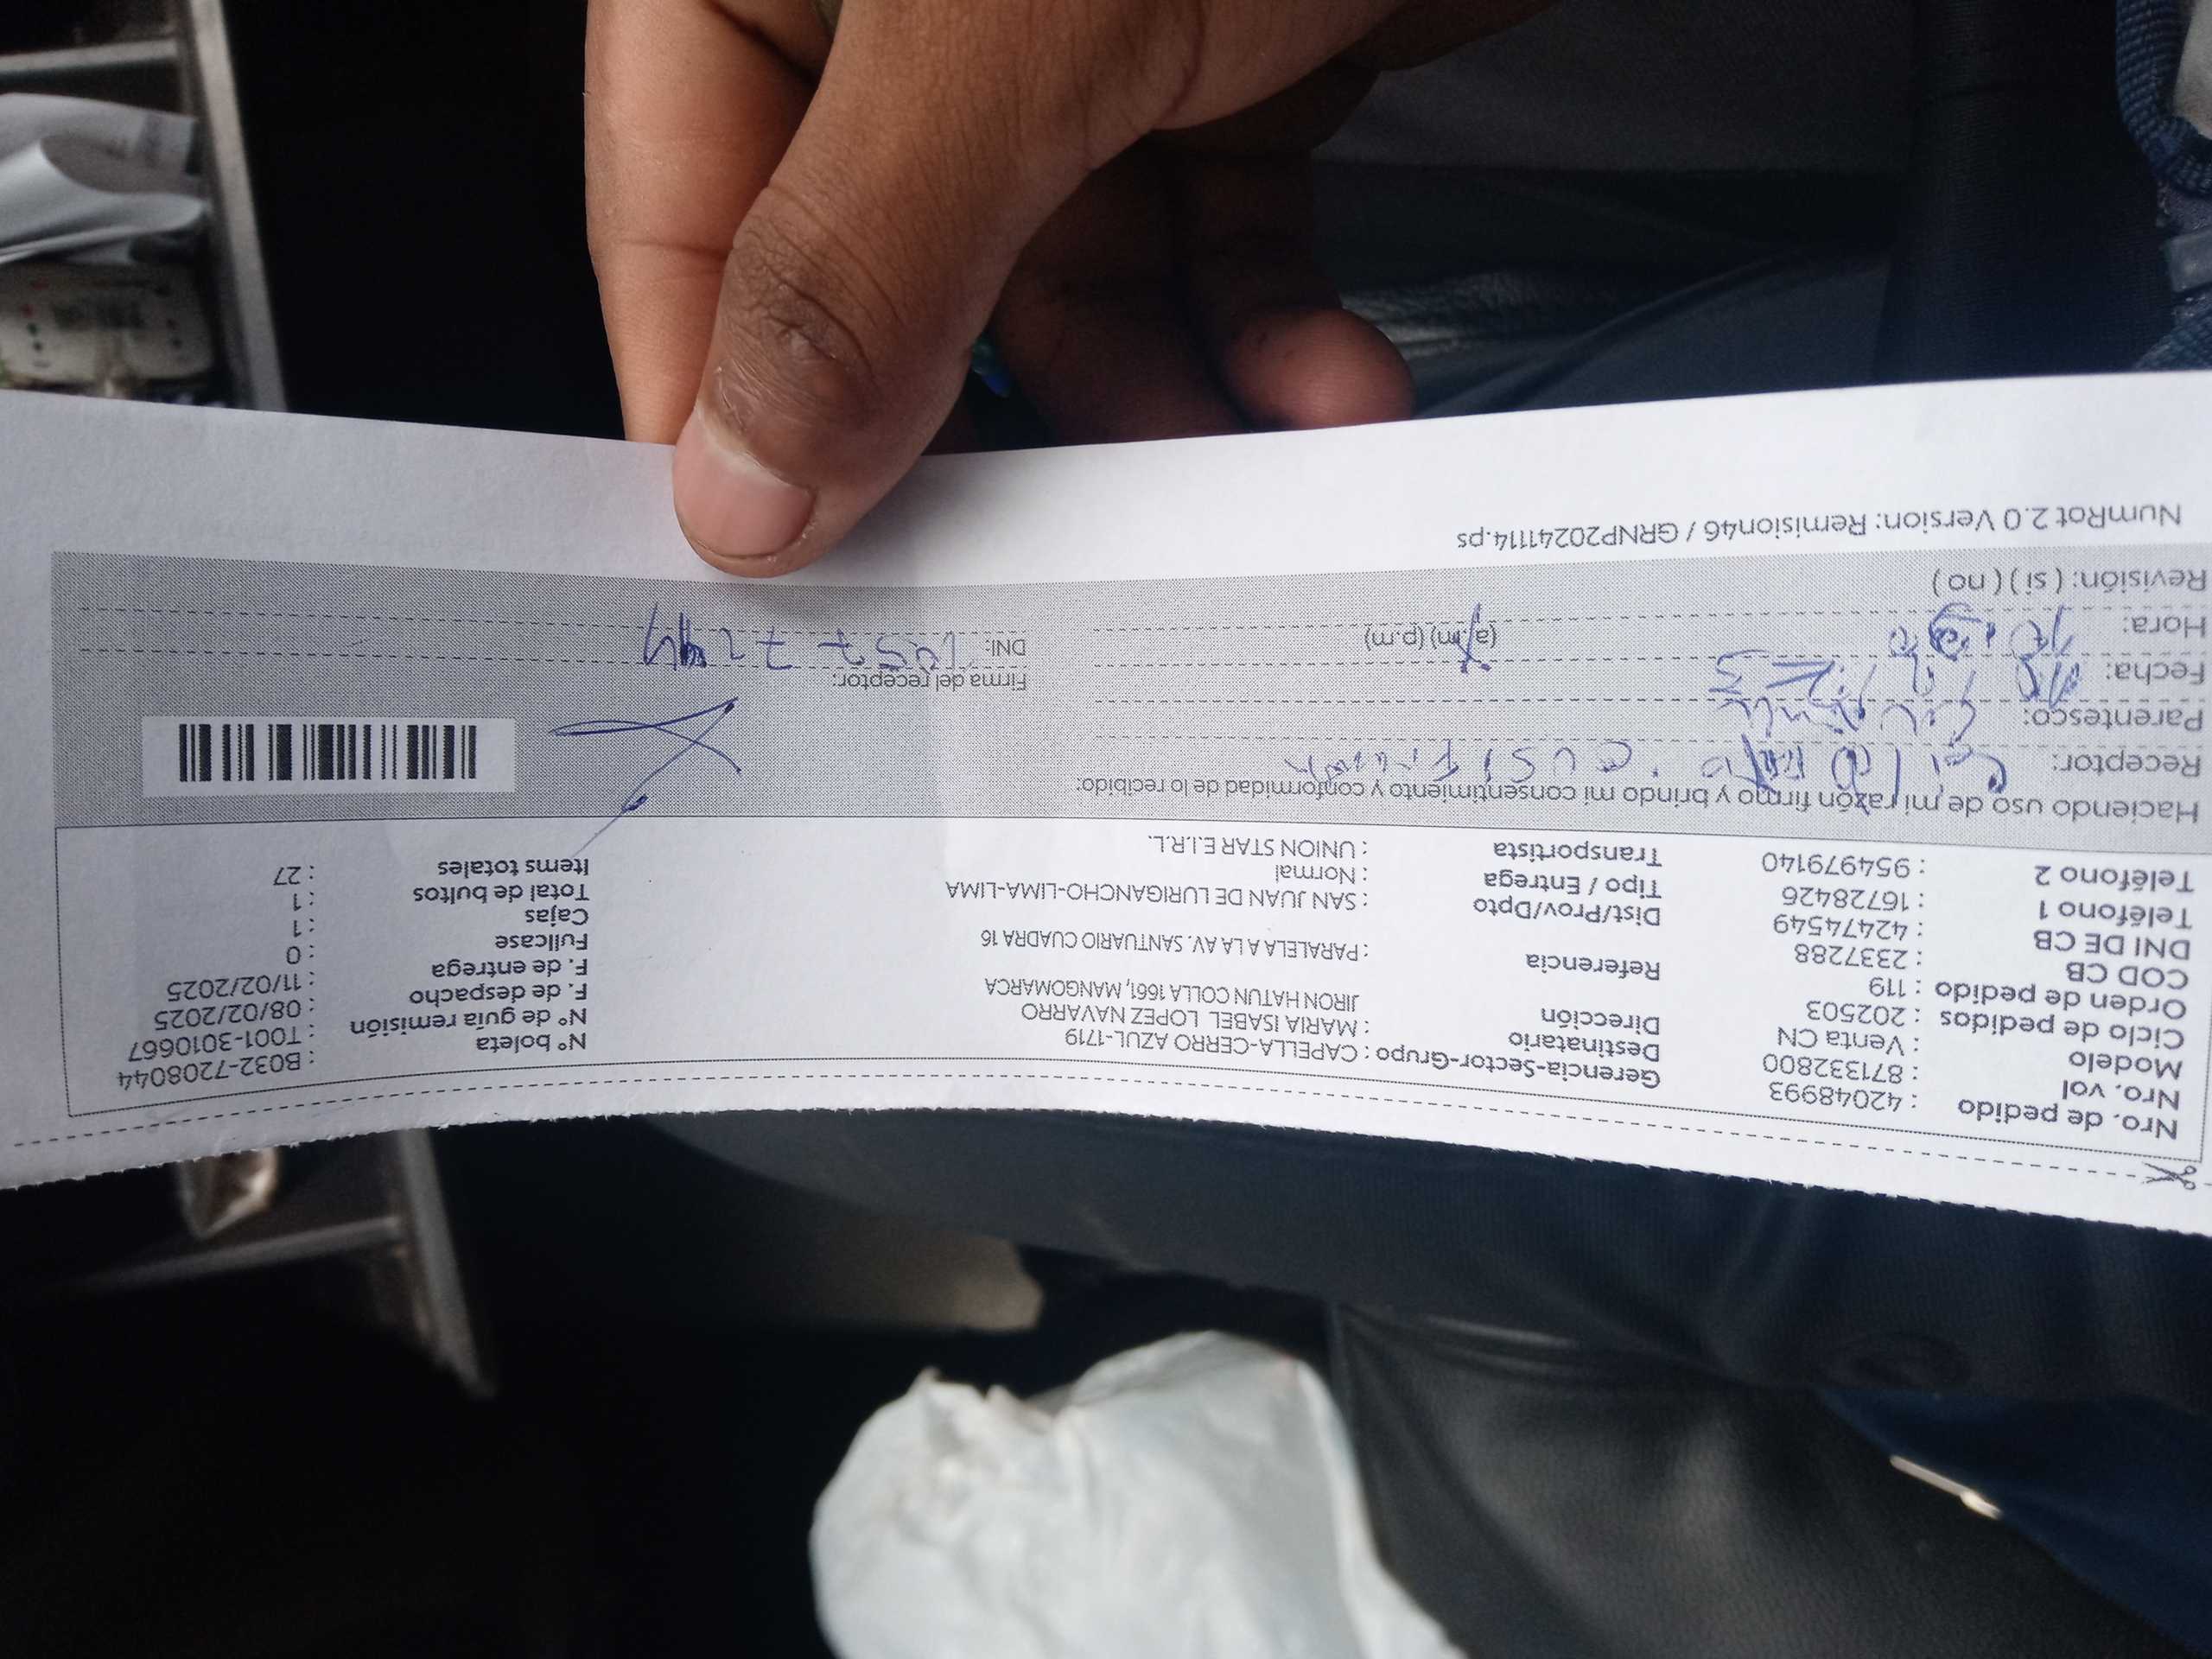 Nro. de pedido : 42048993
Nro. vol : 871332800
Modelo : Venta CN
Ciclo de pedidos : 202503
Orden de pedido : 119
COD CB : 2337288
DNI DE CB : 42474549
Teléfono 1 : 16728426
Teléfono 2 : 954979140
Gerencia-Sector-Grupo : CAPELLA-CERRO AZUL-1719
Destinatario : MARIA ISABEL LOPEZ NAVARRO
Dirección JIRON HATUN COLLA 1661, MANGOMARCA
Referencia : PARALELA A LA AV. SANTUARIO CUADRA 16
Dist/Prov/Dpto : SAN JUAN DE LURIGANCHO-LIMA-LIMA
Tipo / Entrega : Normal
Transportista : UNION STAR E.I.R.L.
N° boleta : B032-7208044
N° de guía remisión : T001-3010667
F. de despacho : 08/02/2025
F. de entrega : 11/02/2025
Fullcase : 0
Cajas : 1
Total de bultos : 1
Items totales : 27
Haciendo uso de mi razón firmo y brindo mi consentimiento y conformidad de lo recibido:
Receptor:
Parentesco:
Fecha:
Hora: (a.m) (p.m)
Revisión: ( si ) ( no )
Firma del receptor:
DNI:
NumRot 2.0 Version: Remision46 / GRNP20241114.ps